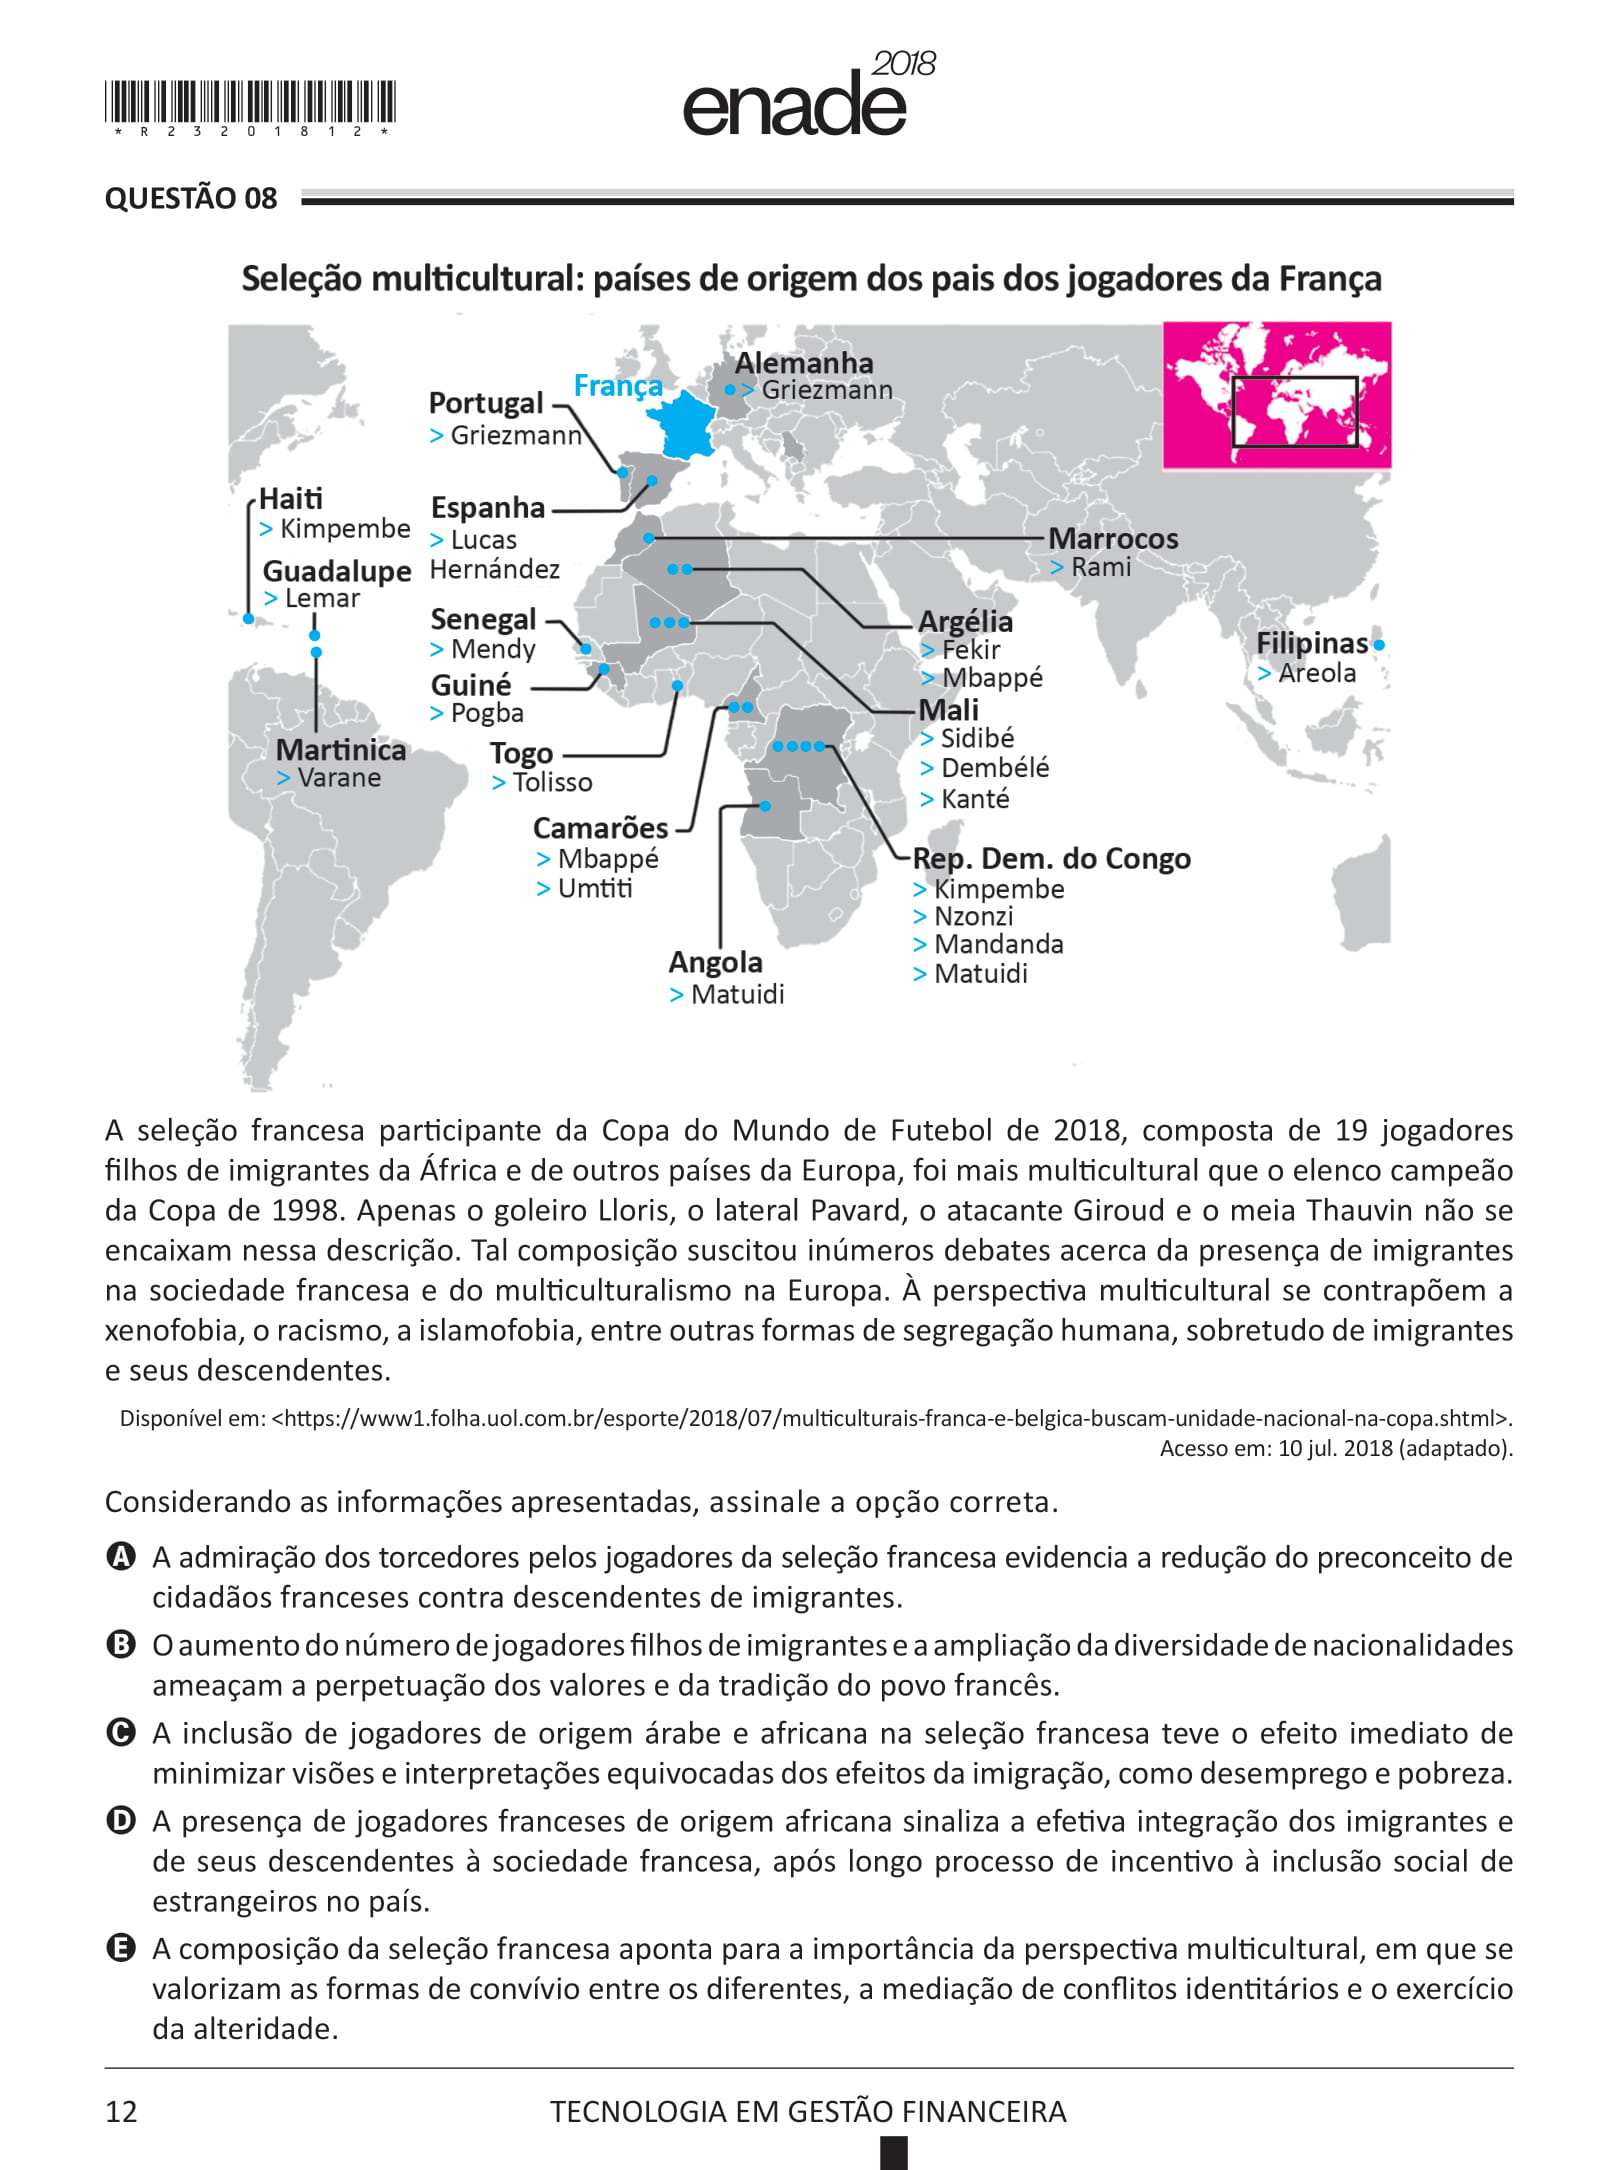 enade 2018
* R 2 3 2 0 1 8 1 2 *
QUESTÃO 08
Seleção multicultural: países de origem dos pais dos jogadores da França
Alemanha
> Griezmann
França
Portugal
> Griezmann
Haiti
> Kimpembe
Espanha
> Lucas
Hernández
Guadalupe
> Lemar
Marrocos
> Rami
Senegal
> Mendy
Argélia
> Fekir
> Mbappé
Filipinas
> Areola
Guiné
> Pogba
Mali
> Sidibé
> Dembélé
> Kanté
Martinica
> Varane
Togo
> Tolisso
Camarões
> Mbappé
> Umtiti
Rep. Dem. do Congo
> Kimpembe
> Nzonzi
> Mandanda
> Matuidi
Angola
> Matuidi
A seleção francesa participante da Copa do Mundo de Futebol de 2018, composta de 19 jogadores
filhos de imigrantes da África e de outros países da Europa, foi mais multicultural que o elenco campeão
da Copa de 1998. Apenas o goleiro Lloris, o lateral Pavard, o atacante Giroud e o meia Thauvin não se
encaixam nessa descrição. Tal composição suscitou inúmeros debates acerca da presença de imigrantes
na sociedade francesa e do multiculturalismo na Europa. À perspectiva multicultural se contrapõem a
xenofobia, o racismo, a islamofobia, entre outras formas de segregação humana, sobretudo de imigrantes
e seus descendentes.
Disponível em: <https://www1.folha.uol.com.br/esporte/2018/07/multiculturais-franca-e-belgica-buscam-unidade-nacional-na-copa.shtml>.
Acesso em: 10 jul. 2018 (adaptado).
Considerando as informações apresentadas, assinale a opção correta.
A A admiração dos torcedores pelos jogadores da seleção francesa evidencia a redução do preconceito de
cidadãos franceses contra descendentes de imigrantes.
B O aumento do número de jogadores filhos de imigrantes e a ampliação da diversidade de nacionalidades
ameaçam a perpetuação dos valores e da tradição do povo francês.
C A inclusão de jogadores de origem árabe e africana na seleção francesa teve o efeito imediato de
minimizar visões e interpretações equivocadas dos efeitos da imigração, como desemprego e pobreza.
D A presença de jogadores franceses de origem africana sinaliza a efetiva integração dos imigrantes e
de seus descendentes à sociedade francesa, após longo processo de incentivo à inclusão social de
estrangeiros no país.
E A composição da seleção francesa aponta para a importância da perspectiva multicultural, em que se
valorizam as formas de convívio entre os diferentes, a mediação de conflitos identitários e o exercício
da alteridade.
12
TECNOLOGIA EM GESTÃO FINANCEIRA